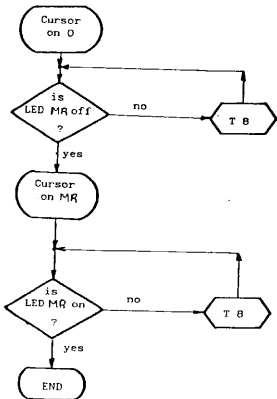 Cursor
on 0
is
LED MR off
?
no
T 8
yes
Cursor
on MR
is
LED MR on
?
no
T 8
yes
END